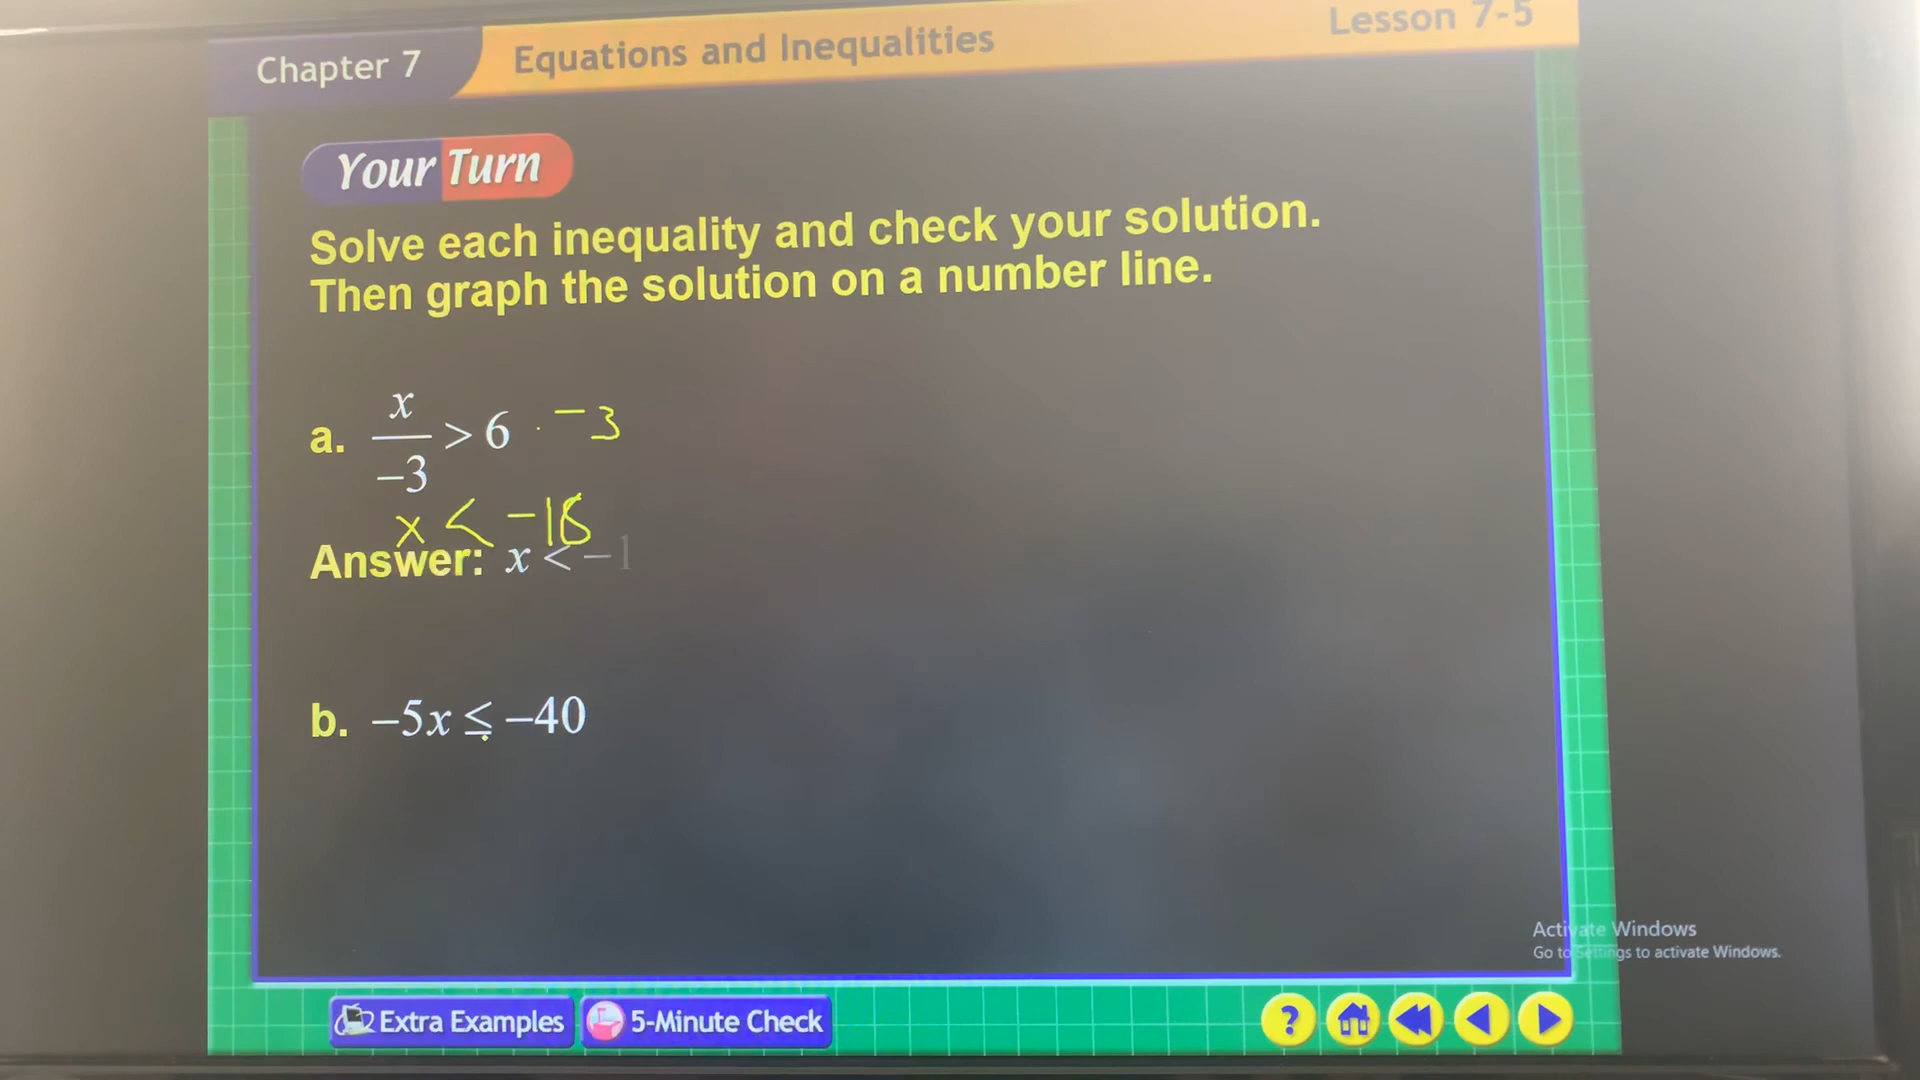 Chapter 7
Equations and Inequalities
Lesson 7-5
Your Turn
Solve each inequality and check your solution.
Then graph the solution on a number line.
a. x/−3 > 6 · −3
x < −18
Answer: x < −1
b. −5x ≤ −40
Activate Windows
Go to Settings to activate Windows.
Extra Examples
5-Minute Check
?